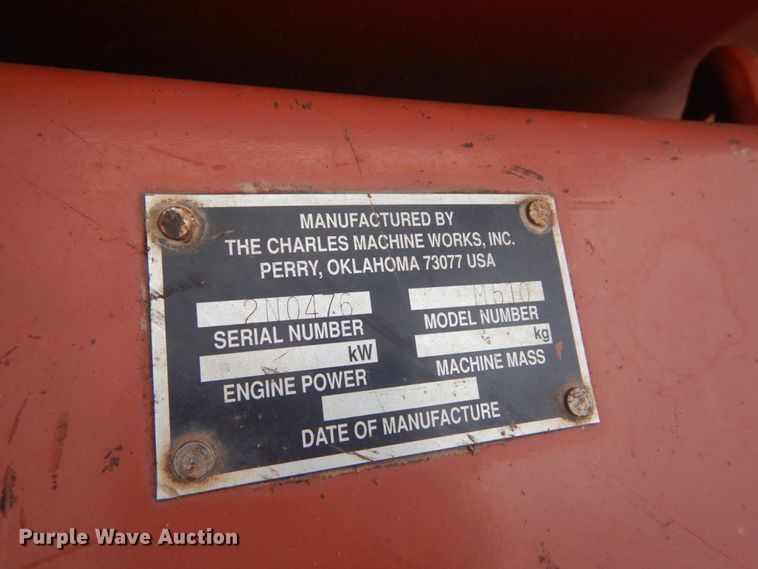 MANUFACTURED BY
THE CHARLES MACHINE WORKS, INC.
PERRY, OKLAHOMA 73077 USA
2N0476 M510
SERIAL NUMBER MODEL NUMBER
kW kg
ENGINE POWER MACHINE MASS
DATE OF MANUFACTURE
Purple Wave Auction